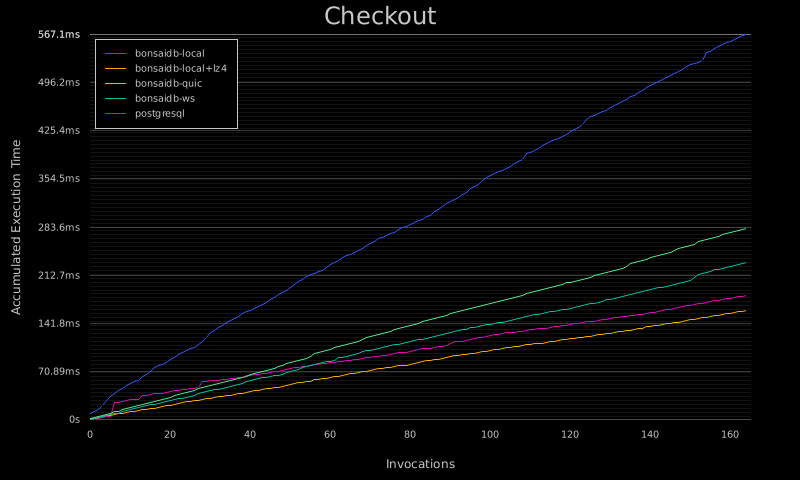 Checkout
567.1ms
496.2ms
425.4ms
354.5ms
283.6ms
212.7ms
141.8ms
70.89ms
0s
Accumulated Execution Time
bonsaidb-local
bonsaidb-local+lz4
bonsaidb-quic
bonsaidb-ws
postgresql
0 20 40 60 80 100 120 140 160
Invocations